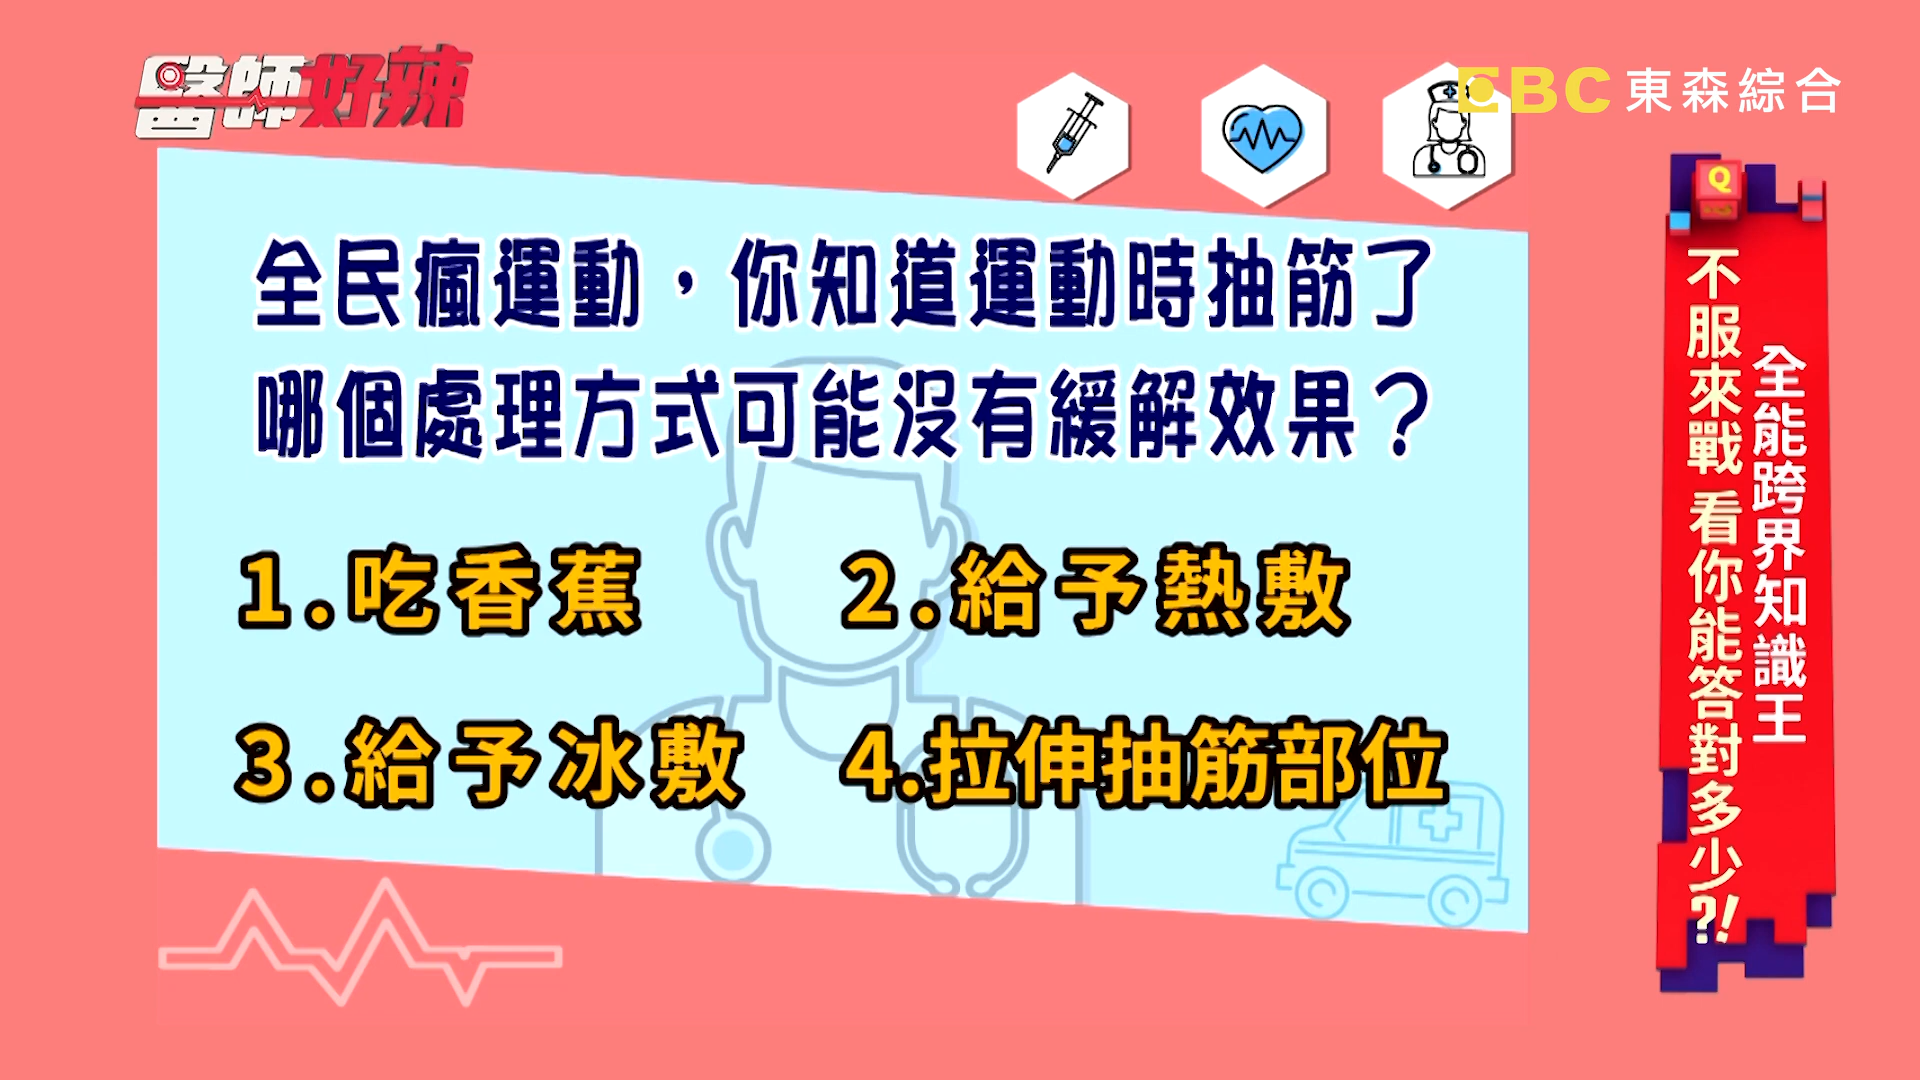 醫師好辣
EBC 東森綜合
全民瘋運動，你知道運動時抽筋了
哪個處理方式可能沒有緩解效果？
1.吃香蕉
2.給予熱敷
3.給予冰敷
4.拉伸抽筋部位
Q
全能跨界知識王
不服來戰 看你能答對多少?!